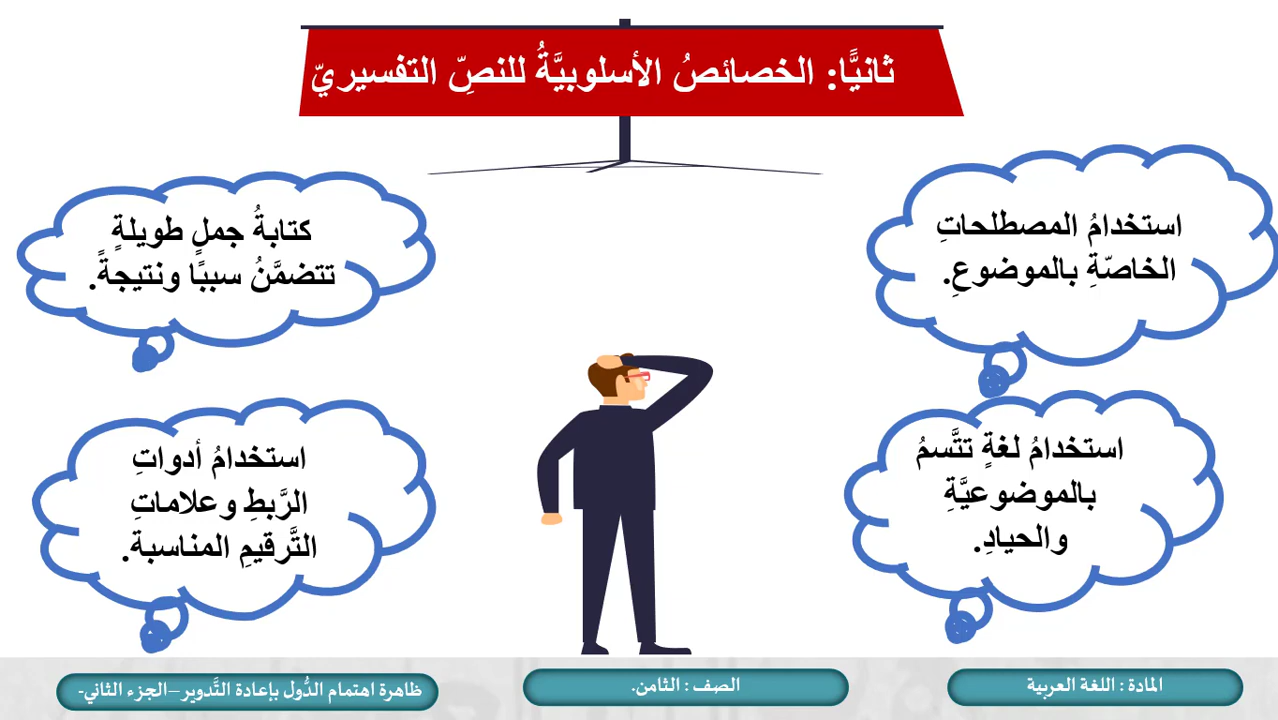 ثانيًّا: الخصائصُ الأسلوبيَّةُ للنصِّ التفسيريّ
استخدامُ المصطلحاتِ
الخاصّةِ بالموضوعِ.
كتابةُ جملٍ طويلةٍ
تتضمَّنُ سببًا ونتيجةً.
استخدامُ لغةٍ تتَّسمُ
بالموضوعيَّةِ
والحيادِ.
استخدامُ أدواتِ
الرَّبطِ وعلاماتِ
التَّرقيمِ المناسبة.
المادة : اللغة العربية
الصف : الثامن.
ظاهرة اهتمام الدُّول بإعادة التَّدوير –الجزء الثاني-